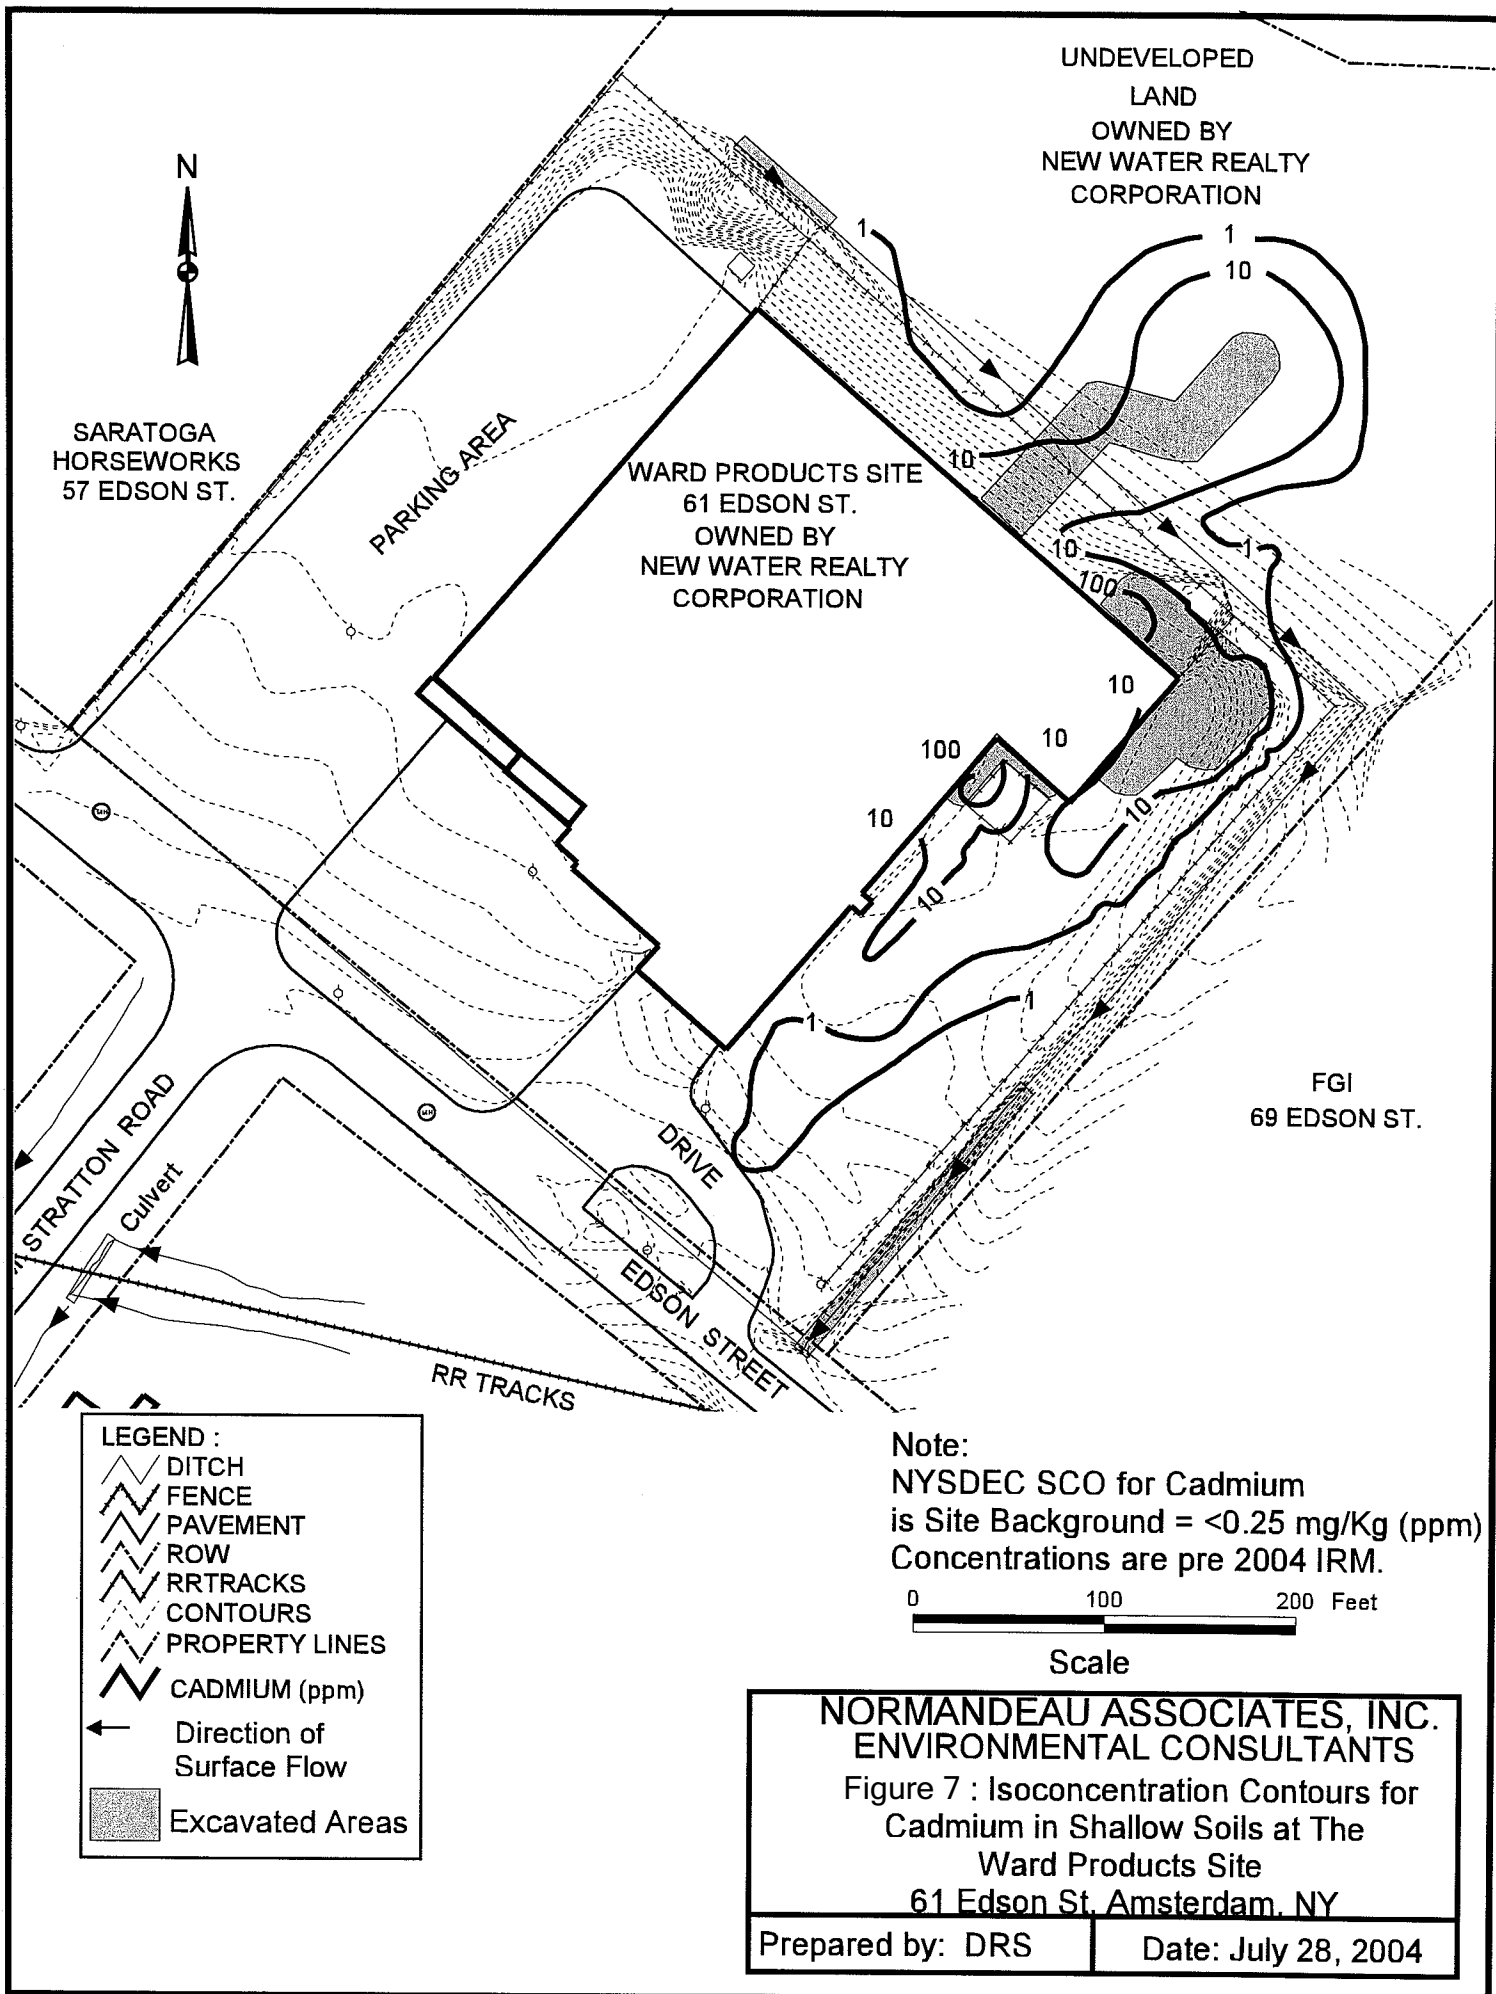 UNDEVELOPED
LAND
OWNED BY
NEW WATER REALTY
CORPORATION
N
1
1
10
SARATOGA
HORSEWORKS
57 EDSON ST.
PARKING AREA
WARD PRODUCTS SITE
61 EDSON ST.
OWNED BY
NEW WATER REALTY
CORPORATION
10
10
1
100
10
10
100
10
10
10
MH
1
1
MH
FGI
69 EDSON ST.
DRIVE
STRATTON ROAD
Culvert
EDSON STREET
RR TRACKS
LEGEND :
DITCH
FENCE
PAVEMENT
ROW
RRTRACKS
CONTOURS
PROPERTY LINES
CADMIUM (ppm)
Direction of
Surface Flow
Excavated Areas
Note:
NYSDEC SCO for Cadmium
is Site Background = <0.25 mg/Kg (ppm)
Concentrations are pre 2004 IRM.
0 100 200 Feet
Scale
NORMANDEAU ASSOCIATES, INC.
ENVIRONMENTAL CONSULTANTS
Figure 7 : Isoconcentration Contours for
Cadmium in Shallow Soils at The
Ward Products Site
61 Edson St, Amsterdam, NY
Prepared by: DRS
Date: July 28, 2004